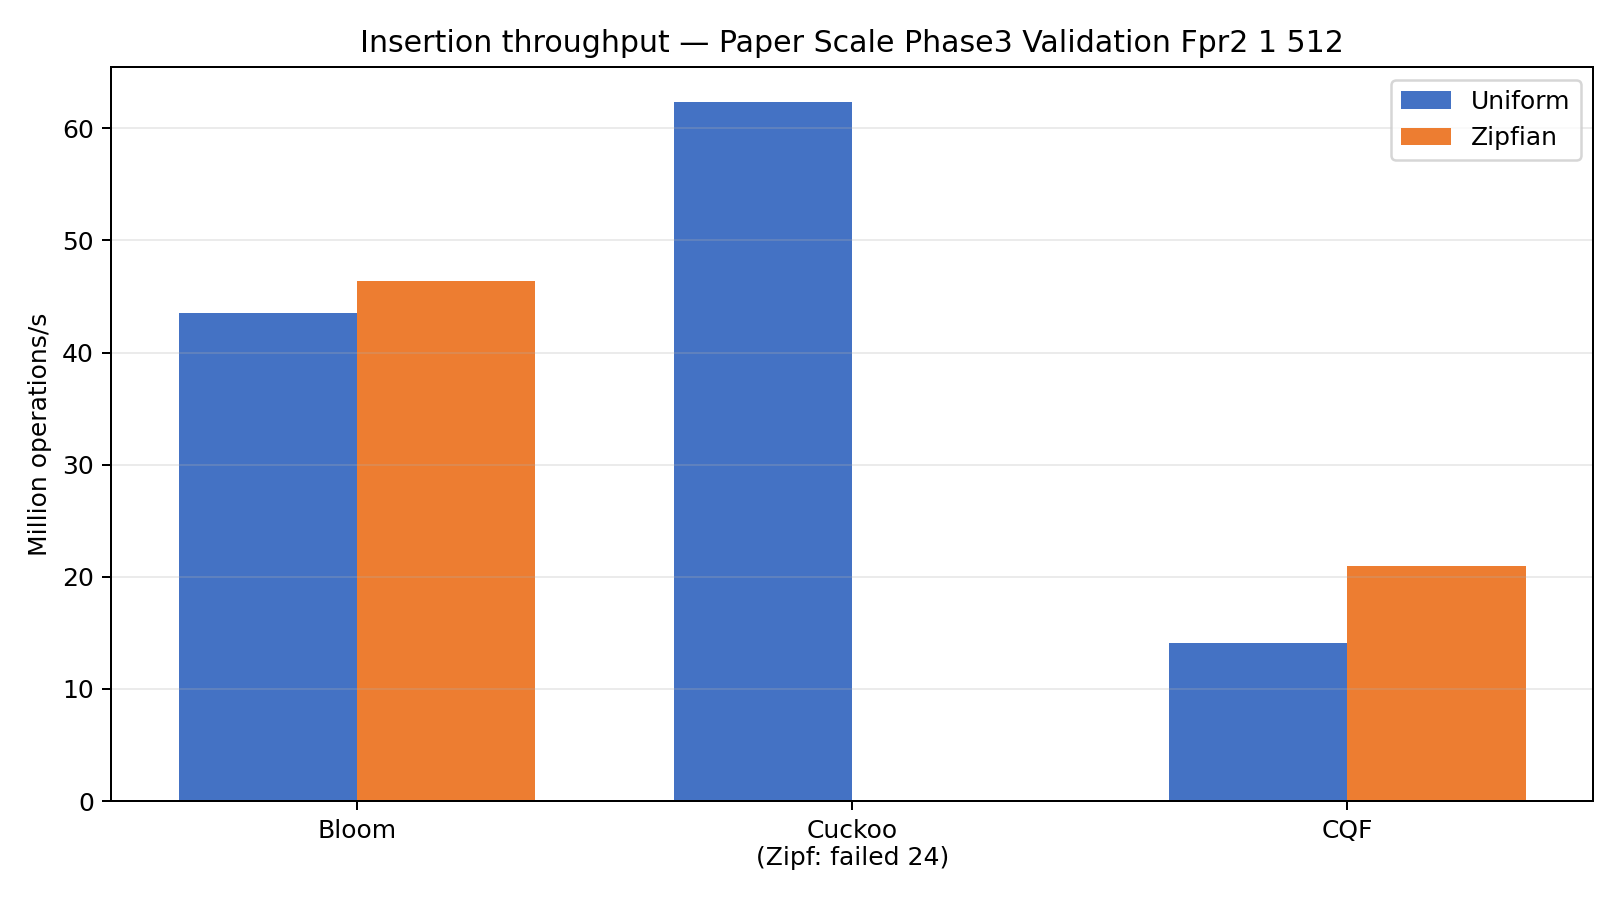 Insertion throughput — Paper Scale Phase3 Validation Fpr2 1 512
Uniform
Zipfian
Million operations/s
60
50
40
30
20
10
0
Bloom
Cuckoo
(Zipf: failed 24)
CQF